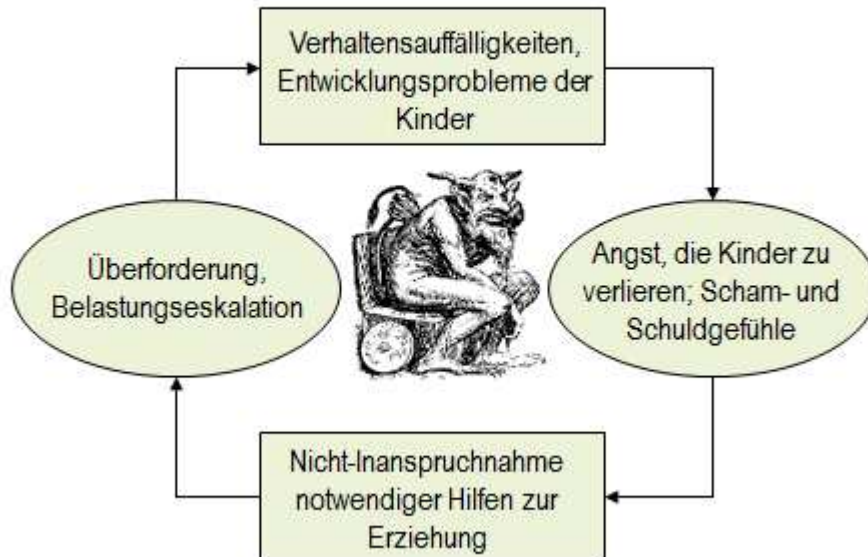 Verhaltensauffälligkeiten,
Entwicklungsprobleme der
Kinder
Überforderung,
Belastungseskalation
Angst, die Kinder zu
verlieren; Scham- und
Schuldgefühle
Nicht-Inanspruchnahme
notwendiger Hilfen zur
Erziehung